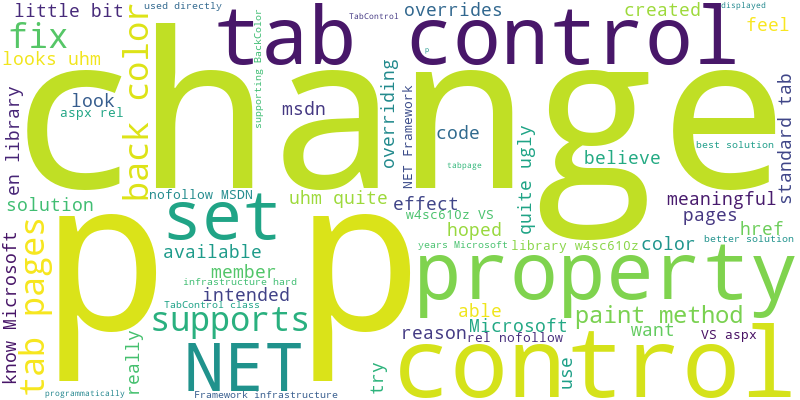 little bit
used directly
TabControl
overrides
created
displayed
fix
tab control
feel
looks uhm
back color
supporting BackColor
p
change
look
aspx rel
msdn
overriding
NET Framework
code
tabpage
quite ugly
believe
best solution
standard tab
en library
solution
nofollow MSDN
uhm quite
effect
meaningful
pages
p p
set
w4sc610z VS
hoped
href
available
years Microsoft
library w4sc610z
color
better solution
know Microsoft
tab pages
member
infrastructure hard
intended
property
TabControl class
able
supports
paint method
reason
Microsoft
rel nofollow
want
VS aspx
really
NET
control
try
use
programmatically
Framework infrastructure